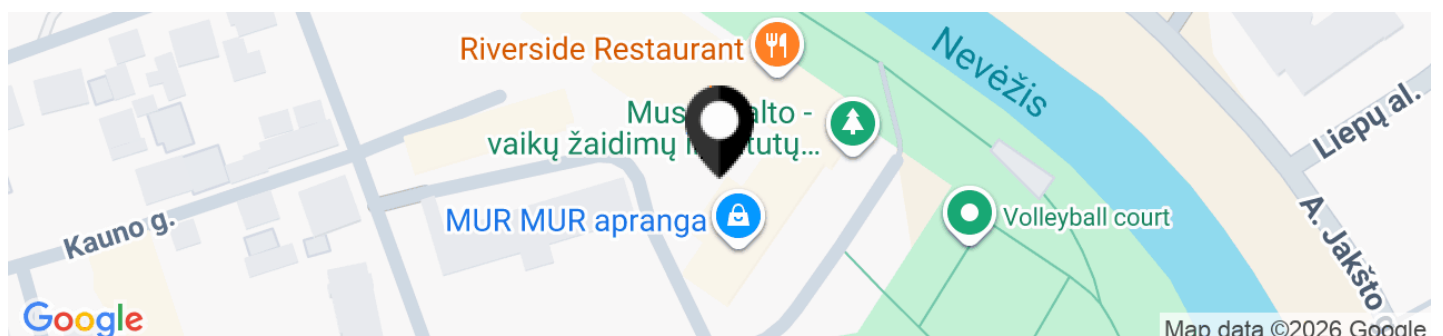 Riverside Restaurant
Nevėžis
alto -
vaikų žaidimų
Liepų al.
MUR MUR apranga
Volleyball court
Kauno g.
A. Jakšto
Google
Map data ©2026 Google